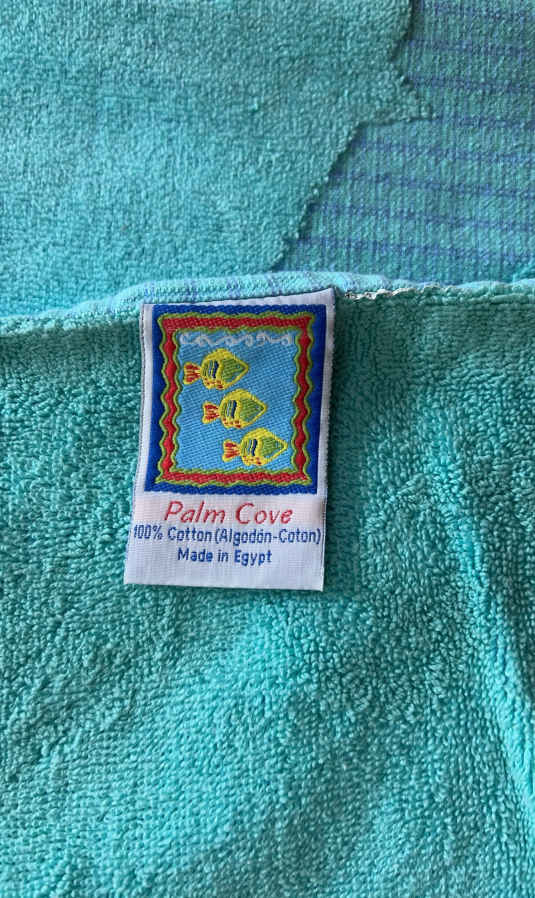 Palm Cove
100% Cotton (Algodón-Coton)
Made in Egypt